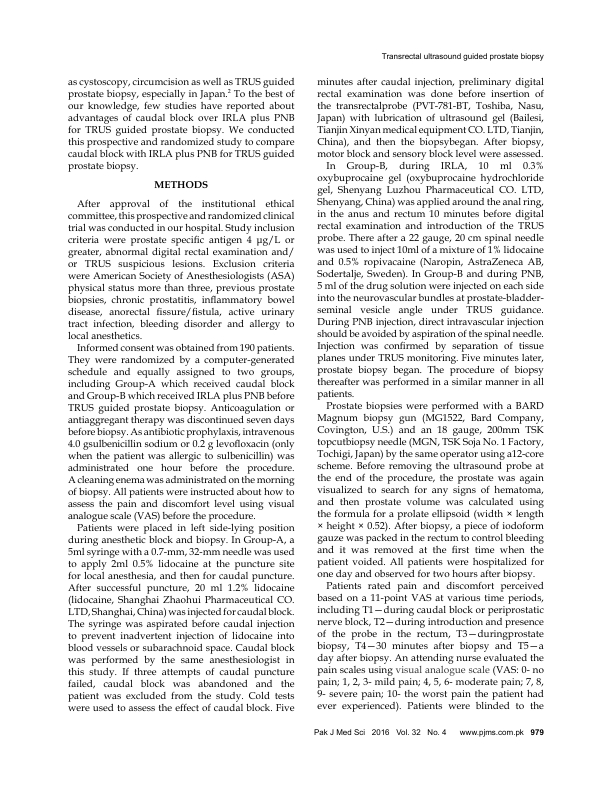 Transrectal ultrasound guided prostate biopsy
as cystoscopy, circumcision as well as TRUS guided
prostate biopsy, especially in Japan.2 To the best of
our knowledge, few studies have reported about
advantages of caudal block over IRLA plus PNB
for TRUS guided prostate biopsy. We conducted
this prospective and randomized study to compare
caudal block with IRLA plus PNB for TRUS guided
prostate biopsy.
METHODS
After approval of the institutional ethical
committee, this prospective and randomized clinical
trial was conducted in our hospital. Study inclusion
criteria were prostate specific antigen 4 µg/L or
greater, abnormal digital rectal examination and/
or TRUS suspicious lesions. Exclusion criteria
were American Society of Anesthesiologists (ASA)
physical status more than three, previous prostate
biopsies, chronic prostatitis, inflammatory bowel
disease, anorectal fissure/fistula, active urinary
tract infection, bleeding disorder and allergy to
local anesthetics.
Informed consent was obtained from 190 patients.
They were randomized by a computer-generated
schedule and equally assigned to two groups,
including Group-A which received caudal block
and Group-B which received IRLA plus PNB before
TRUS guided prostate biopsy. Anticoagulation or
antiaggregant therapy was discontinued seven days
before biopsy. As antibiotic prophylaxis, intravenous
4.0 gsulbenicillin sodium or 0.2 g levofloxacin (only
when the patient was allergic to sulbenicillin) was
administrated one hour before the procedure.
A cleaning enema was administrated on the morning
of biopsy. All patients were instructed about how to
assess the pain and discomfort level using visual
analogue scale (VAS) before the procedure.
Patients were placed in left side-lying position
during anesthetic block and biopsy. In Group-A, a
5ml syringe with a 0.7-mm, 32-mm needle was used
to apply 2ml 0.5% lidocaine at the puncture site
for local anesthesia, and then for caudal puncture.
After successful puncture, 20 ml 1.2% lidocaine
(lidocaine, Shanghai Zhaohui Pharmaceutical CO.
LTD, Shanghai, China) was injected for caudal block.
The syringe was aspirated before caudal injection
to prevent inadvertent injection of lidocaine into
blood vessels or subarachnoid space. Caudal block
was performed by the same anesthesiologist in
this study. If three attempts of caudal puncture
failed, caudal block was abandoned and the
patient was excluded from the study. Cold tests
were used to assess the effect of caudal block. Five
minutes after caudal injection, preliminary digital
rectal examination was done before insertion of
the transrectalprobe (PVT-781-BT, Toshiba, Nasu,
Japan) with lubrication of ultrasound gel (Bailesi,
Tianjin Xinyan medical equipment CO. LTD, Tianjin,
China), and then the biopsybegan. After biopsy,
motor block and sensory block level were assessed.
In Group-B, during IRLA, 10 ml 0.3%
oxybuprocaine gel (oxybuprocaine hydrochloride
gel, Shenyang Luzhou Pharmaceutical CO. LTD,
Shenyang, China) was applied around the anal ring,
in the anus and rectum 10 minutes before digital
rectal examination and introduction of the TRUS
probe. There after a 22 gauge, 20 cm spinal needle
was used to inject 10ml of a mixture of 1% lidocaine
and 0.5% ropivacaine (Naropin, AstraZeneca AB,
Sodertalje, Sweden). In Group-B and during PNB,
5 ml of the drug solution were injected on each side
into the neurovascular bundles at prostate-bladder-
seminal vesicle angle under TRUS guidance.
During PNB injection, direct intravascular injection
should be avoided by aspiration of the spinal needle.
Injection was confirmed by separation of tissue
planes under TRUS monitoring. Five minutes later,
prostate biopsy began. The procedure of biopsy
thereafter was performed in a similar manner in all
patients.
Prostate biopsies were performed with a BARD
Magnum biopsy gun (MG1522, Bard Company,
Covington, U.S.) and an 18 gauge, 200mm TSK
topcutbiopsy needle (MGN, TSK Soja No. 1 Factory,
Tochigi, Japan) by the same operator using a12-core
scheme. Before removing the ultrasound probe at
the end of the procedure, the prostate was again
visualized to search for any signs of hematoma,
and then prostate volume was calculated using
the formula for a prolate ellipsoid (width × length
× height × 0.52). After biopsy, a piece of iodoform
gauze was packed in the rectum to control bleeding
and it was removed at the first time when the
patient voided. All patients were hospitalized for
one day and observed for two hours after biopsy.
Patients rated pain and discomfort perceived
based on a 11-point VAS at various time periods,
including T1—during caudal block or periprostatic
nerve block, T2—during introduction and presence
of the probe in the rectum, T3—duringprostate
biopsy, T4—30 minutes after biopsy and T5—a
day after biopsy. An attending nurse evaluated the
pain scales using visual analogue scale (VAS: 0- no
pain; 1, 2, 3- mild pain; 4, 5, 6- moderate pain; 7, 8,
9- severe pain; 10- the worst pain the patient had
ever experienced). Patients were blinded to the
Pak J Med Sci 2016 Vol. 32 No. 4 www.pjms.com.pk 979